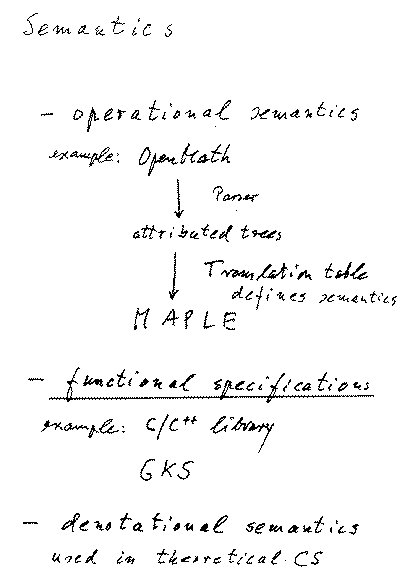 Semantics
- operational semantics
example: OpenMath
Parser
attributed trees
Translation table
defines semantics
MAPLE
- functional specifications
example: C/C++ library
GKS
- denotational semantics
used in theoretical CS